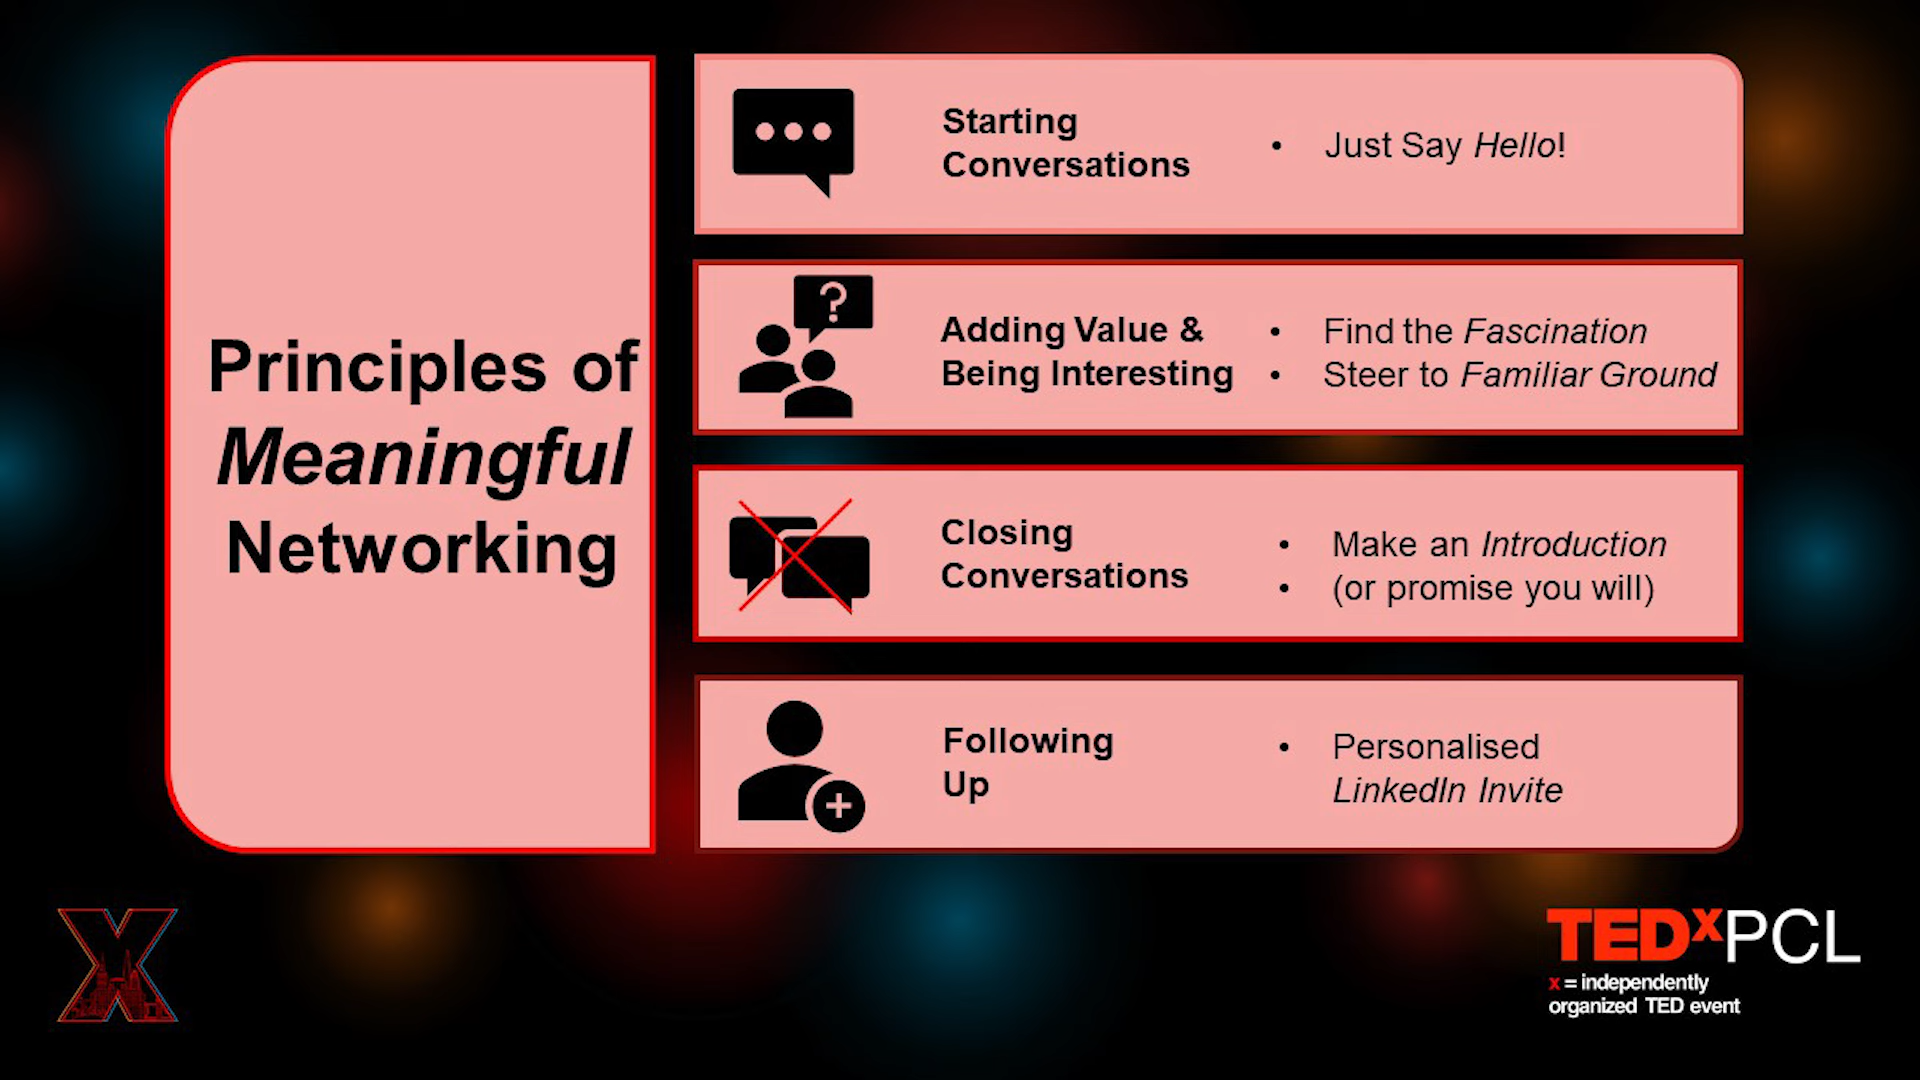 Principles of
Meaningful
Networking
Starting
Conversations
• Just Say Hello!
Adding Value &
Being Interesting
• Find the Fascination
• Steer to Familiar Ground
Closing
Conversations
• Make an Introduction
• (or promise you will)
Following
Up
• Personalised
LinkedIn Invite
?
X
TEDxPCL
x = independently
organized TED event